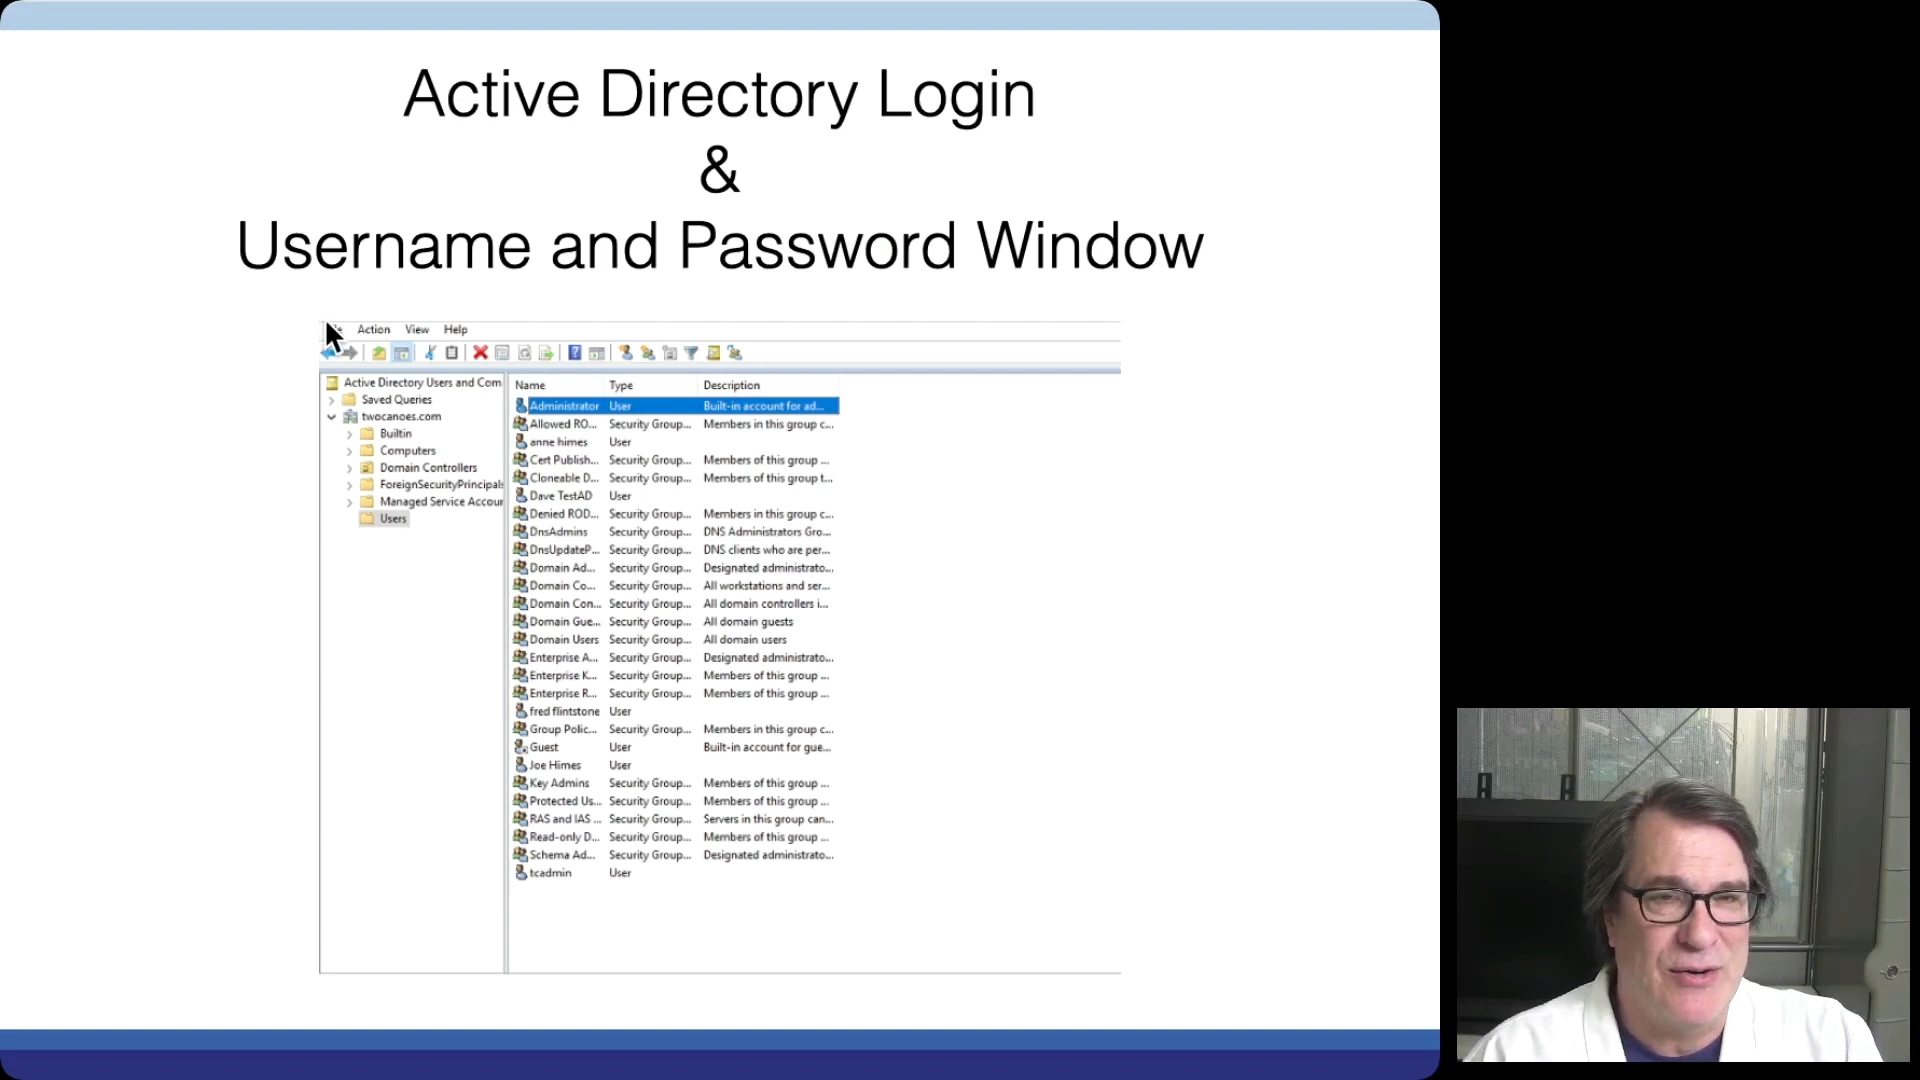 Active Directory Login
&
Username and Password Window
Action View Help
Active Directory Users and Com
Saved Queries
twocanoes.com
Builtin
Computers
Domain Controllers
ForeignSecurityPrincipals
Managed Service Accour
Users
Name Type Description
Administrator User Built-in account for ad...
Allowed RO... Security Group... Members in this group c...
anne himes User
Cert Publish... Security Group... Members of this group ...
Cloneable D... Security Group... Members of this group t...
Dave TestAD User
Denied ROD... Security Group... Members in this group c...
DnsAdmins Security Group... DNS Administrators Gro...
DnsUpdateP... Security Group... DNS clients who are per...
Domain Ad... Security Group... Designated administrato...
Domain Co... Security Group... All workstations and ser...
Domain Con... Security Group... All domain controllers i...
Domain Gue... Security Group... All domain guests
Domain Users Security Group... All domain users
Enterprise A... Security Group... Designated administrato...
Enterprise K... Security Group... Members of this group ...
Enterprise R... Security Group... Members of this group ...
fred flintstone User
Group Polic... Security Group... Members in this group c...
Guest User Built-in account for gue...
Joe Himes User
Key Admins Security Group... Members of this group ...
Protected Us... Security Group... Members of this group ...
RAS and IAS ... Security Group... Servers in this group can...
Read-only D... Security Group... Members of this group ...
Schema Ad... Security Group... Designated administrato...
tcadmin User